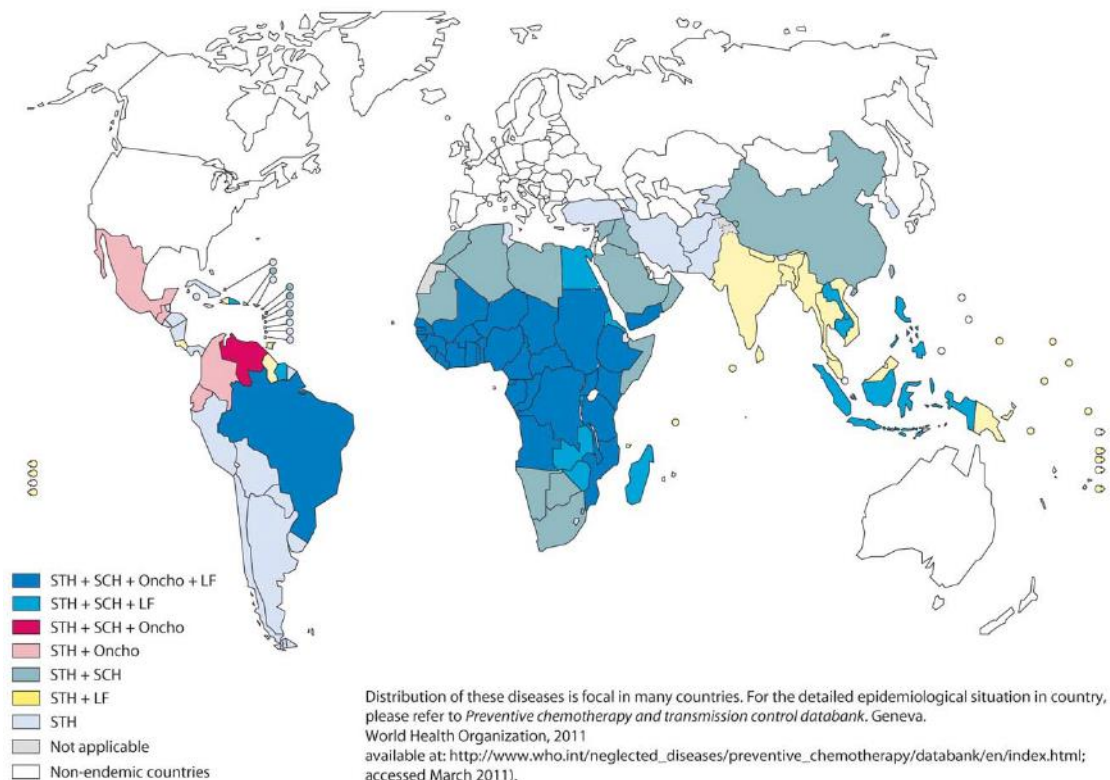 STH + SCH + Oncho + LF
STH + SCH + LF
STH + SCH + Oncho
STH + Oncho
STH + SCH
STH + LF
STH
Not applicable
Non-endemic countries
Distribution of these diseases is focal in many countries. For the detailed epidemiological situation in country,
please refer to Preventive chemotherapy and transmission control databank. Geneva.
World Health Organization, 2011
available at: http://www.who.int/neglected_diseases/preventive_chemotherapy/databank/en/index.html;
accessed March 2011).